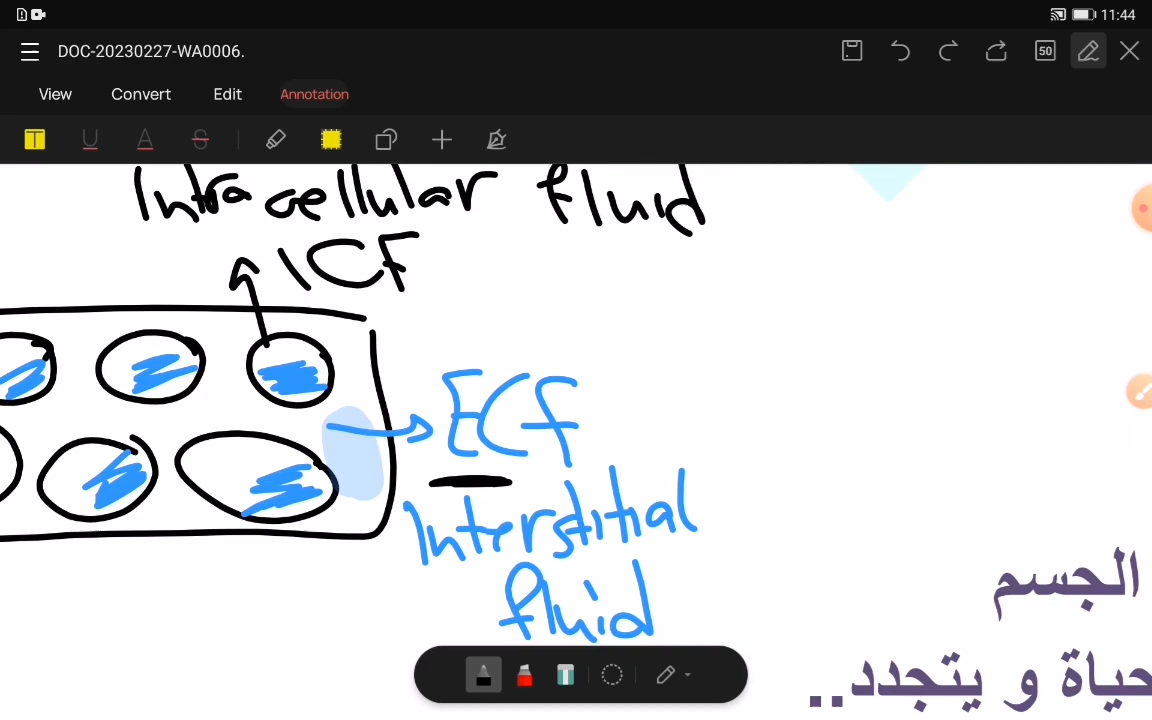 11:44
DOC-20230227-WA0006.
50
View Convert Edit Annotation
Intracellular fluid
ICF
ECf
Interstitial
fluid
الجسم
حياة و يتجدد..